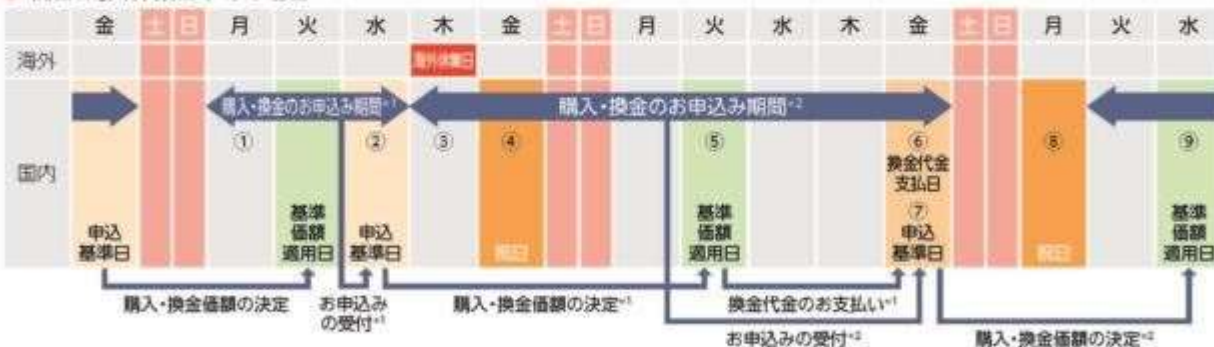 金 土 日 月 火 水 木 金 土 日 月 火 水 木 金 土 日 月 火 水
海外
海外休業日
購入・換金のお申込み期間*1
購入・換金のお申込み期間*2
① ② ③ ④ ⑤ ⑥ ⑧ ⑨
国内
換金代金
支払日
⑦
申込
基準日
基準
価額
適用日
申込
基準日
祝日
基準
価額
適用日
申込
基準日
祝日
基準
価額
適用日
購入・換金価額の決定
お申込み
の受付*1
購入・換金価額の決定*1
換金代金のお支払い*1
お申込みの受付*2
購入・換金価額の決定*2